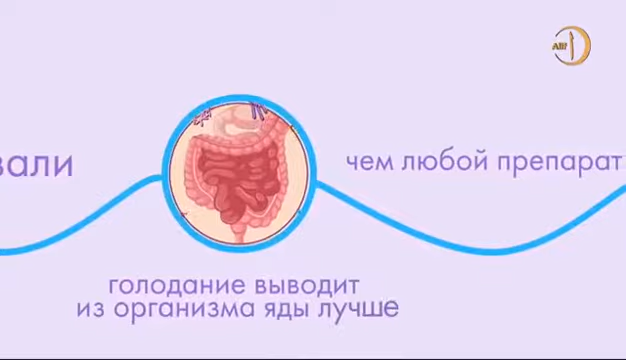 вали
чем любой препарат
голодание выводит
из организма яды лучше